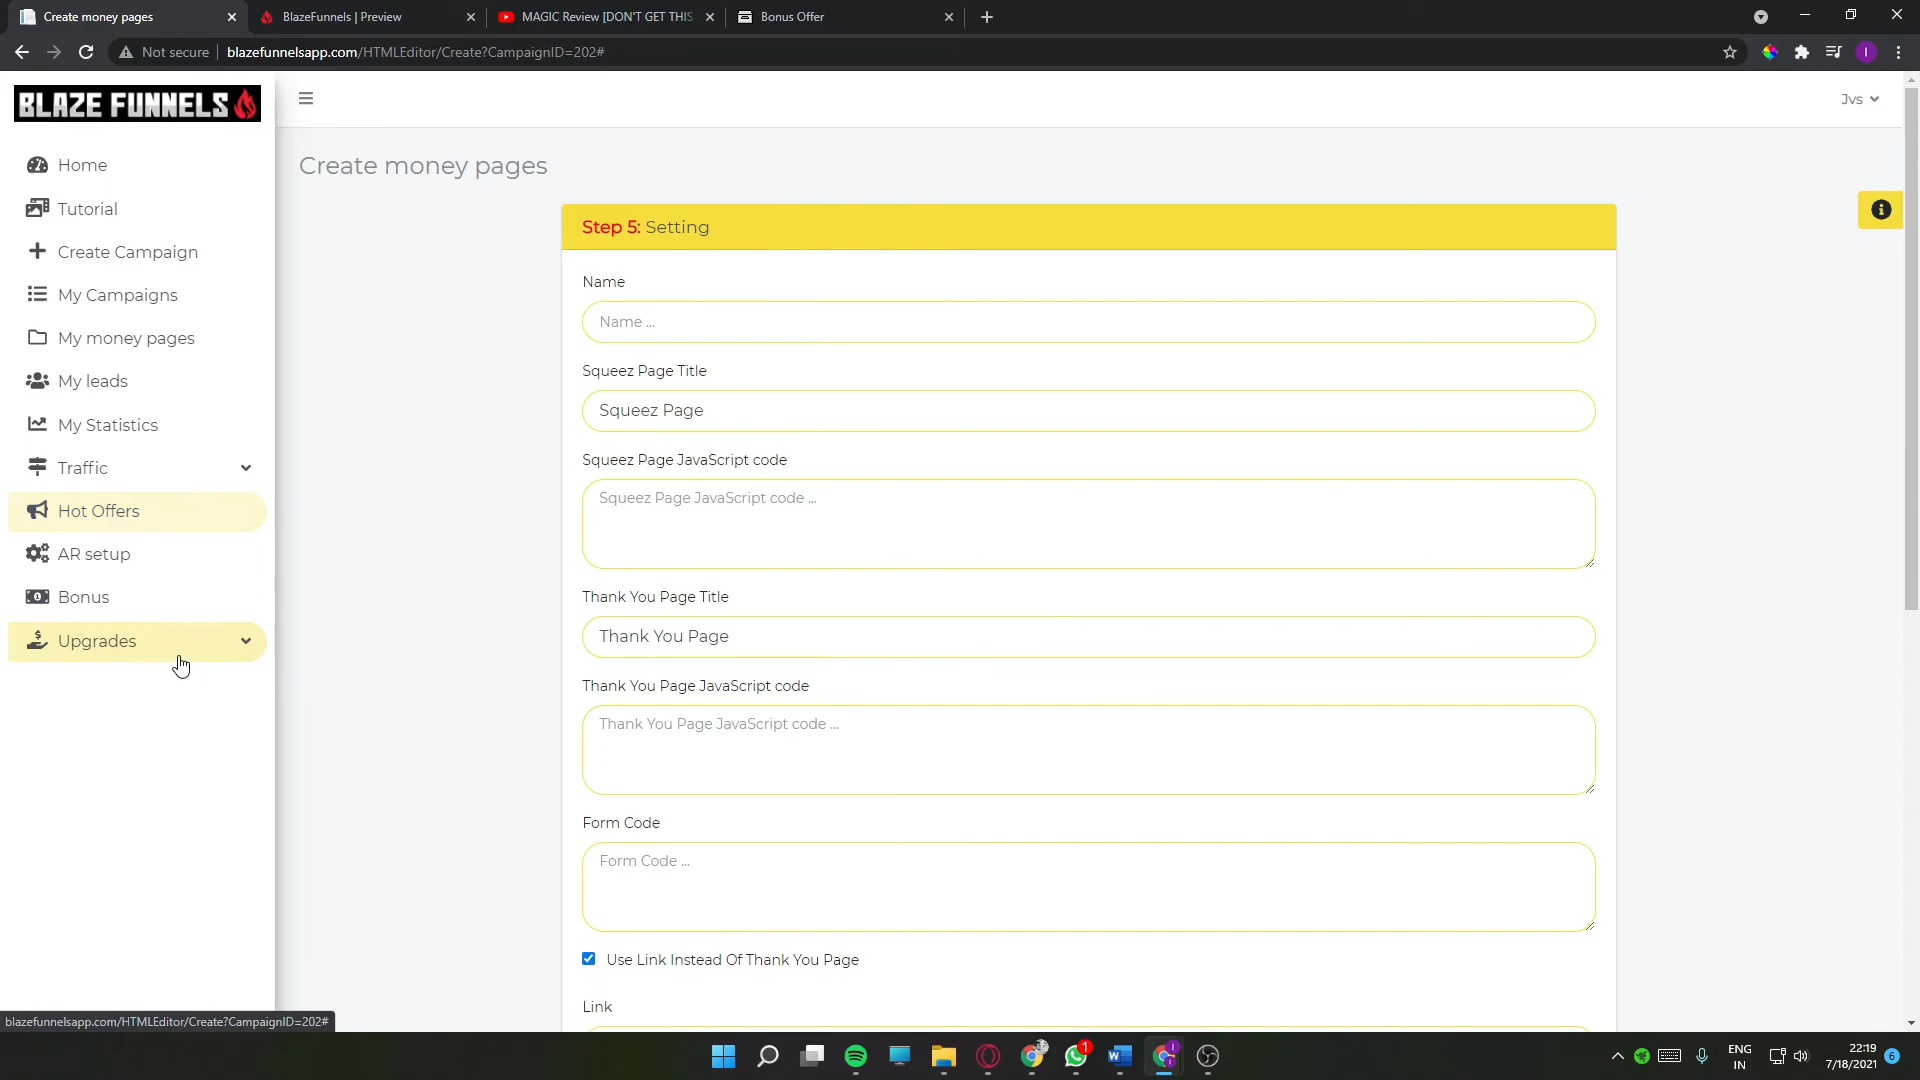 Create money pages
BlazeFunnels | Preview
MAGIC Review [DON'T GET THIS
Bonus Offer
Not secure
blazefunnelsapp.com/HTMLEditor/Create?CampaignID=202#
I
BLAZE FUNNELS
Jvs
Home
Tutorial
Create Campaign
My Campaigns
My money pages
My leads
My Statistics
Traffic
Hot Offers
AR setup
Bonus
Upgrades
Create money pages
Step 5: Setting
Name
Name ...
Squeez Page Title
Squeez Page
Squeez Page JavaScript code
Squeez Page JavaScript code ...
Thank You Page Title
Thank You Page
Thank You Page JavaScript code
Thank You Page JavaScript code ...
Form Code
Form Code ...
Use Link Instead Of Thank You Page
Link
blazefunnelsapp.com/HTMLEditor/Create?CampaignID=202#
1
ENG
IN
22:19
7/18/2021
6